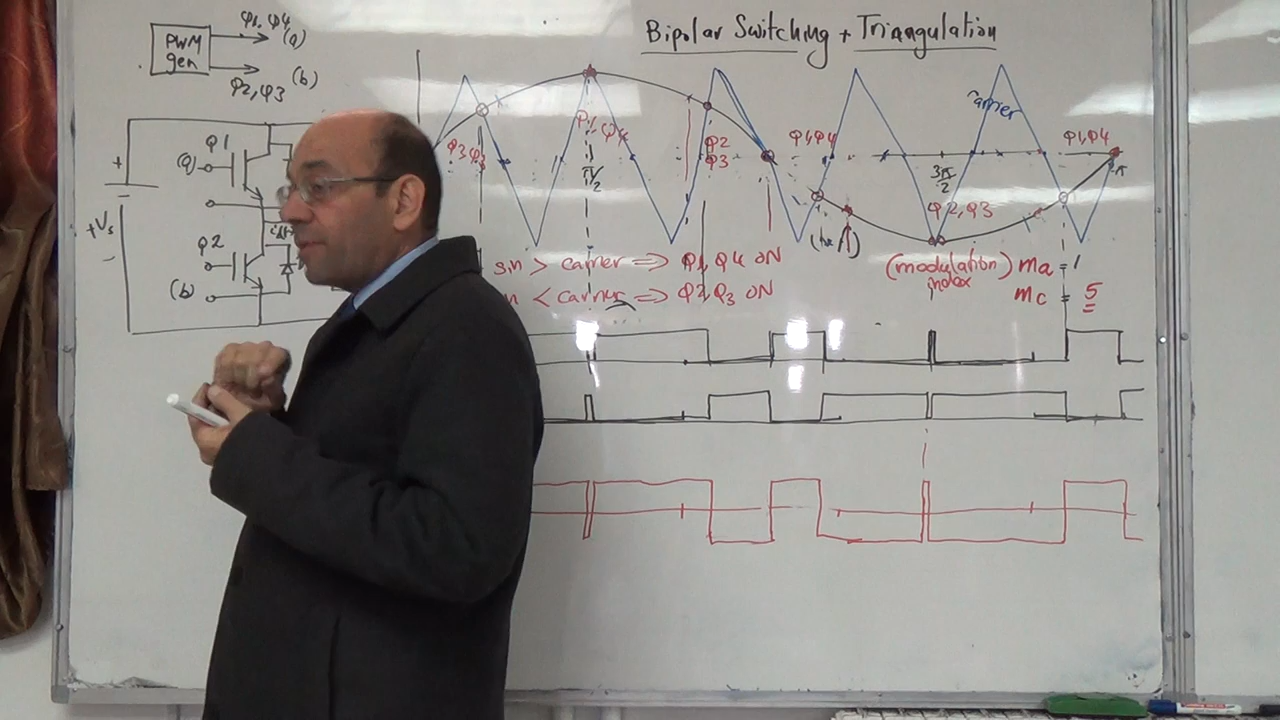 Bipolar Switching + Triangulation
φ1, φ4
(a)
PWM
gen
(b)
φ2, φ3
carrier
φ1
φ2
(a)
(b)
+
+Vs
-
φ3 φ2
φ1, φ4
π/2
φ2
φ3
φ1, φ4
3π/2
φ2, φ3
φ1, φ4
π
sin > carrier ⇒ φ1, φ4 ON
< carrier ⇒ φ2, φ3 ON
(modulation) ma = 1
index
mc = 5